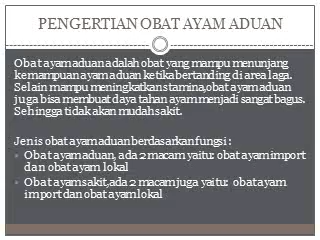 PENGERTIAN OBAT AYAM ADUAN
Obat ayam aduan adalah obat yang mampu menunjang
kemampuan ayam aduan ketika bertanding di area laga.
Selain mampu meningkatkan stamina,obat ayam aduan
juga bisa membuat daya tahan ayam menjadi sangat bagus.
Sehingga tidak akan mudah sakit.
Jenis obat ayam aduan berdasarkan fungsi :
Obat ayam aduan, ada 2 macam yaitu: obat ayam import
dan obat ayam lokal
Obat ayam sakit,ada 2 macam juga yaitu: obat ayam
import dan obat ayam lokal